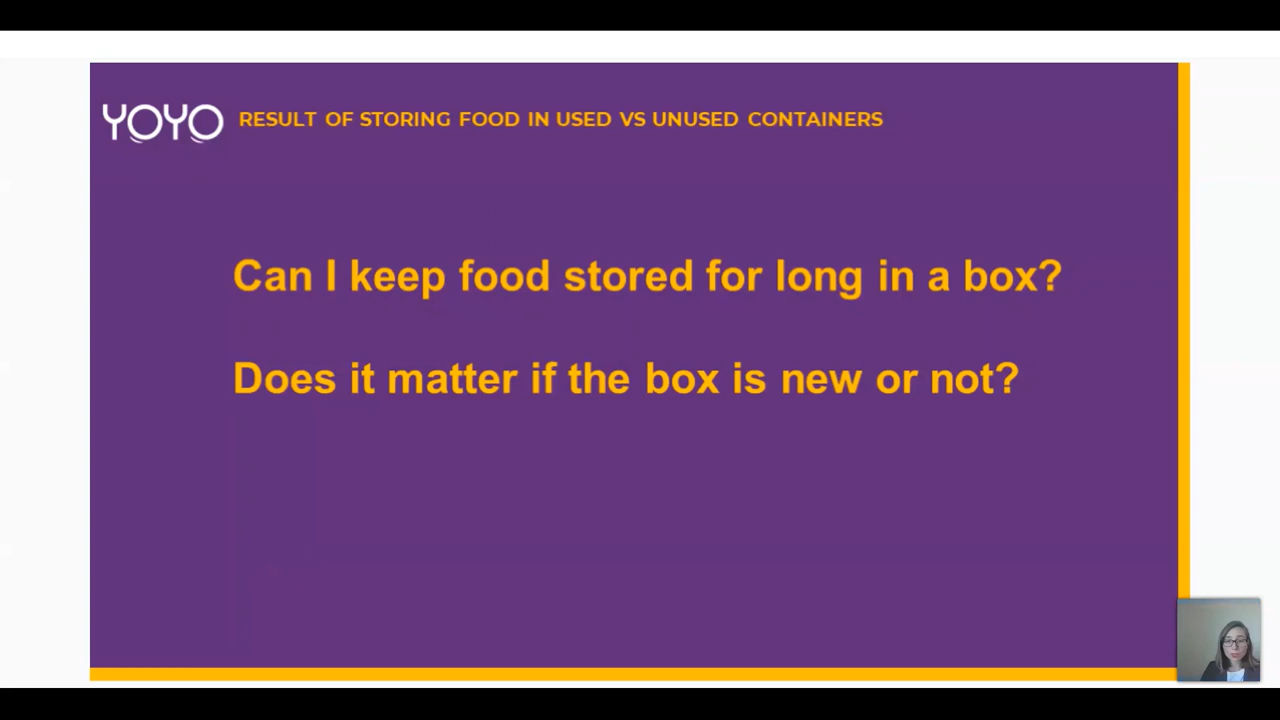 YOYO RESULT OF STORING FOOD IN USED VS UNUSED CONTAINERS
Can I keep food stored for long in a box?
Does it matter if the box is new or not?